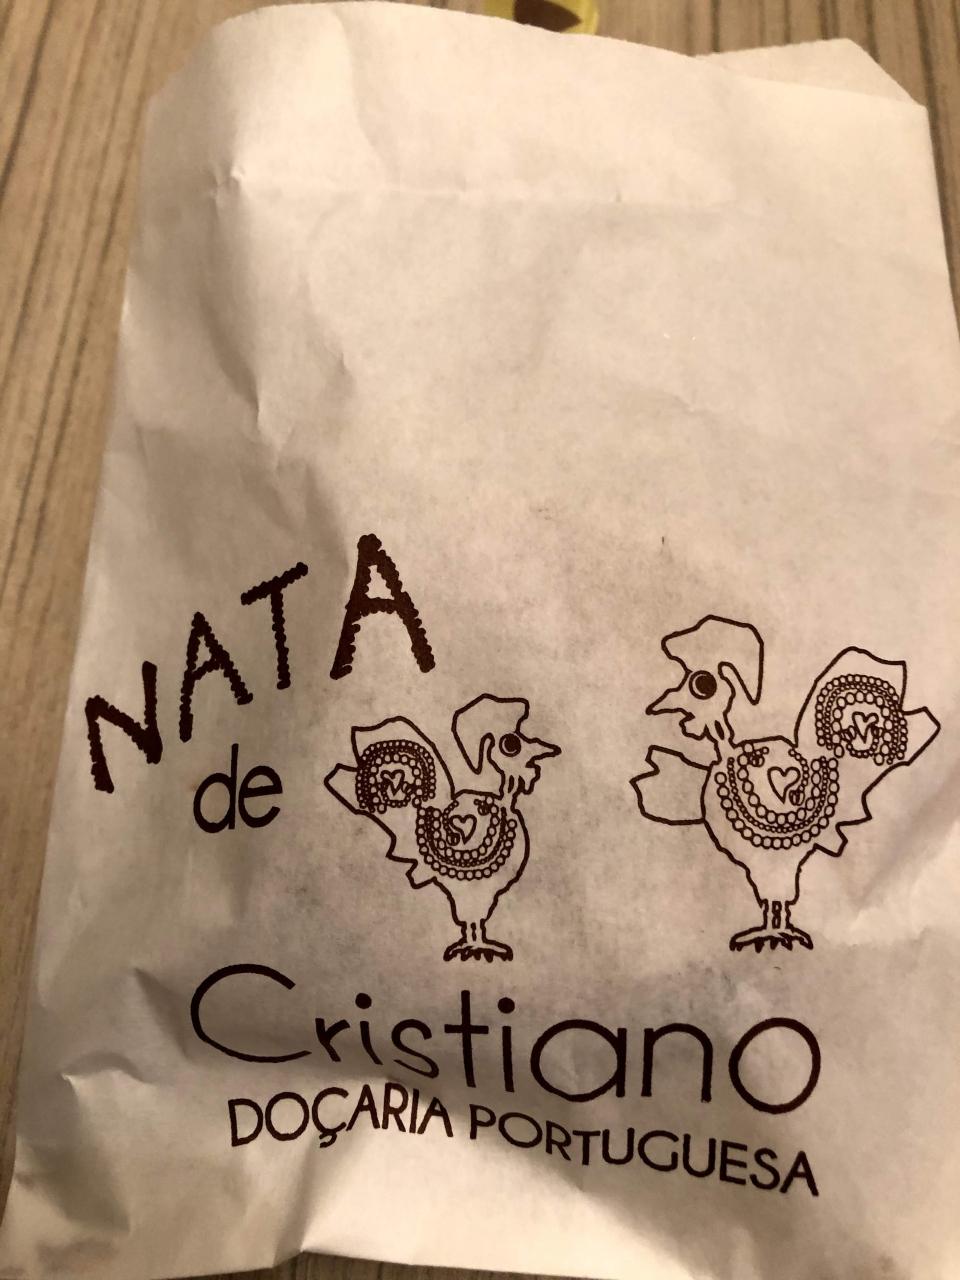 NATA
de
Cristiano
DOÇARIA PORTUGUESA